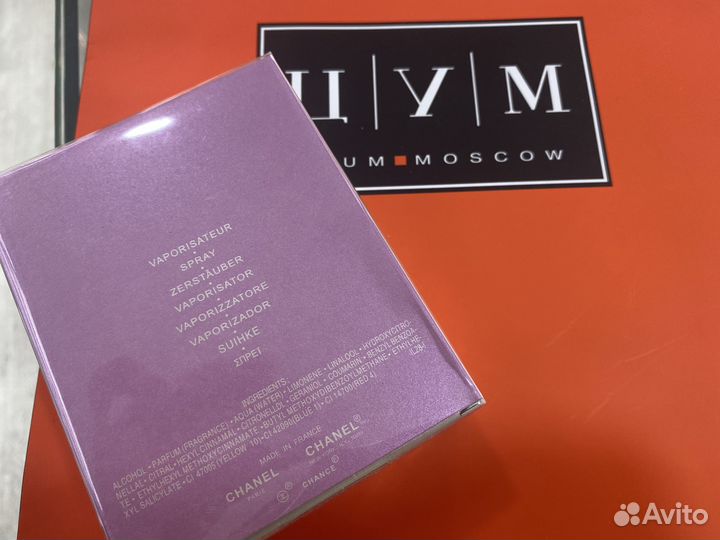 Ц|У|М
UM■MOSCOW
VAPORISATEUR
•
SPRAY
•
ZERSTÄUBER
•
VAPORISATOR
•
VAPORIZZATORE
•
VAPORIZADOR
•
SUIHKE
•
ΣΠΡΕΙ
INGREDIENTS:
ALCOHOL • PARFUM (FRAGRANCE) • AQUA (WATER) • LIMONENE • LINALOOL • HYDROXYCITRO-
NELLAL • CITRAL • HEXYL CINNAMAL • CITRONELLOL • GERANIOL • COUMARIN • BENZYL BENZOA-
TE • ETHYLHEXYL METHOXYCINNAMATE • BUTYL METHOXYDIBENZOYLMETHANE • ETHYLHE-
XYL SALICYLATE • CI 47005 (YELLOW 10) • CI 42090 (BLUE 1) • CI 14700 (RED 4)
MADE IN FRANCE
CHANEL CHANEL
PARIS
CHANCE
Avito